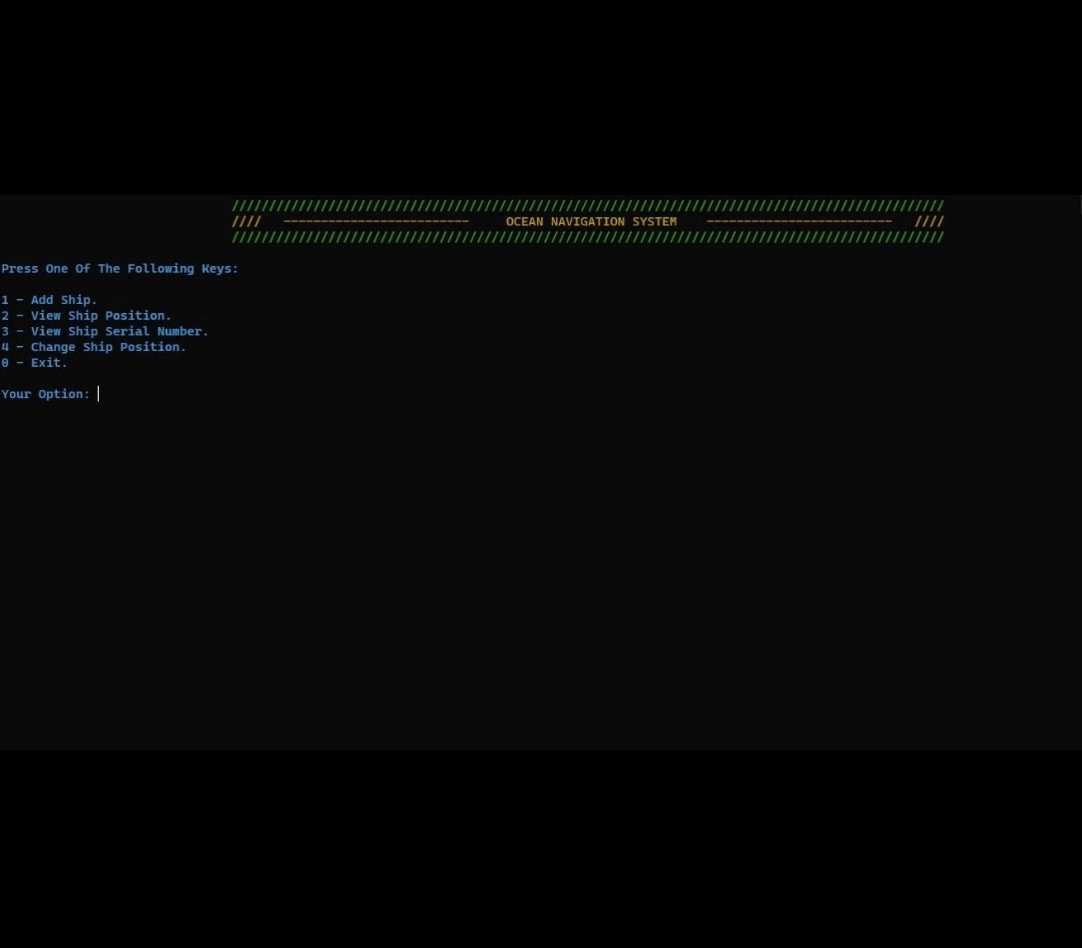 ////////////////////////////////////////////////////////////////////////////////////////////////
//// ------------------------- OCEAN NAVIGATION SYSTEM ------------------------- ////
////////////////////////////////////////////////////////////////////////////////////////////////
Press One Of The Following Keys:
1 - Add Ship.
2 - View Ship Position.
3 - View Ship Serial Number.
4 - Change Ship Position.
0 - Exit.
Your Option: